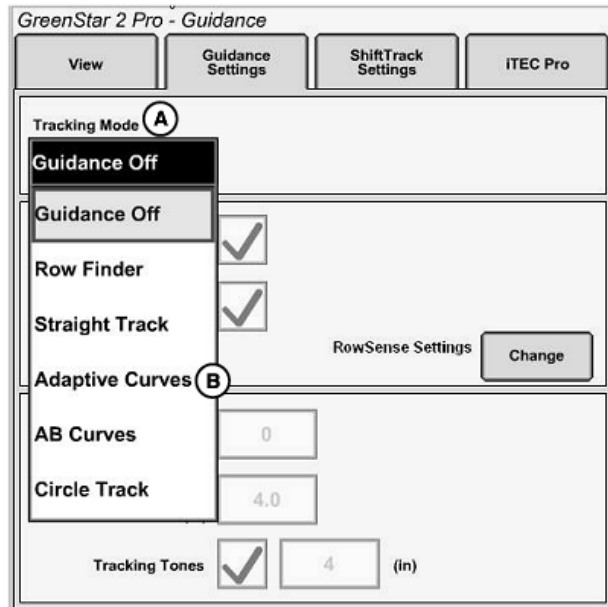 GreenStar 2 Pro - Guidance
View
Guidance
Settings
ShiftTrack
Settings
iTEC Pro
Tracking Mode A
Guidance Off
Guidance Off
Row Finder
Straight Track
RowSense Settings
Change
Adaptive Curves B
AB Curves
0
Circle Track
4.0
Tracking Tones
4
(in)